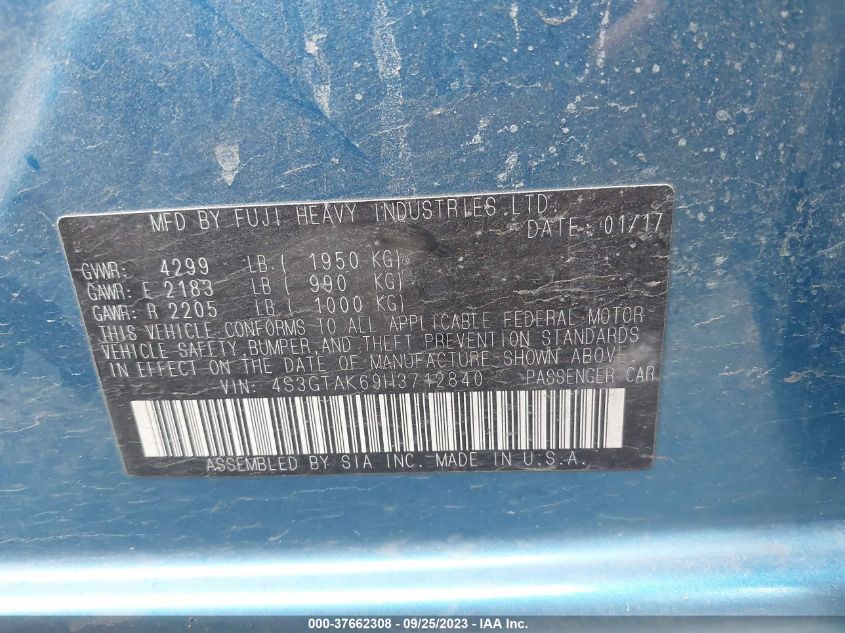 MFD BY FUJI HEAVY INDUSTRIES LTD.
DATE: 01/17
GVWR: 4299 LB ( 1950 KG)
GAWR: F 2183 LB ( 990 KG)
GAWR: R 2205 LB ( 1000 KG)
THIS VEHICLE CONFORMS TO ALL APPLICABLE FEDERAL MOTOR
VEHICLE SAFETY, BUMPER, AND THEFT PREVENTION STANDARDS
IN EFFECT ON THE DATE OF MANUFACTURE SHOWN ABOVE.
VIN: 4S3GTAK69H3712840 PASSENGER CAR
ASSEMBLED BY SIA INC. MADE IN U.S.A.
000-37662308 - 09/25/2023 - IAA Inc.